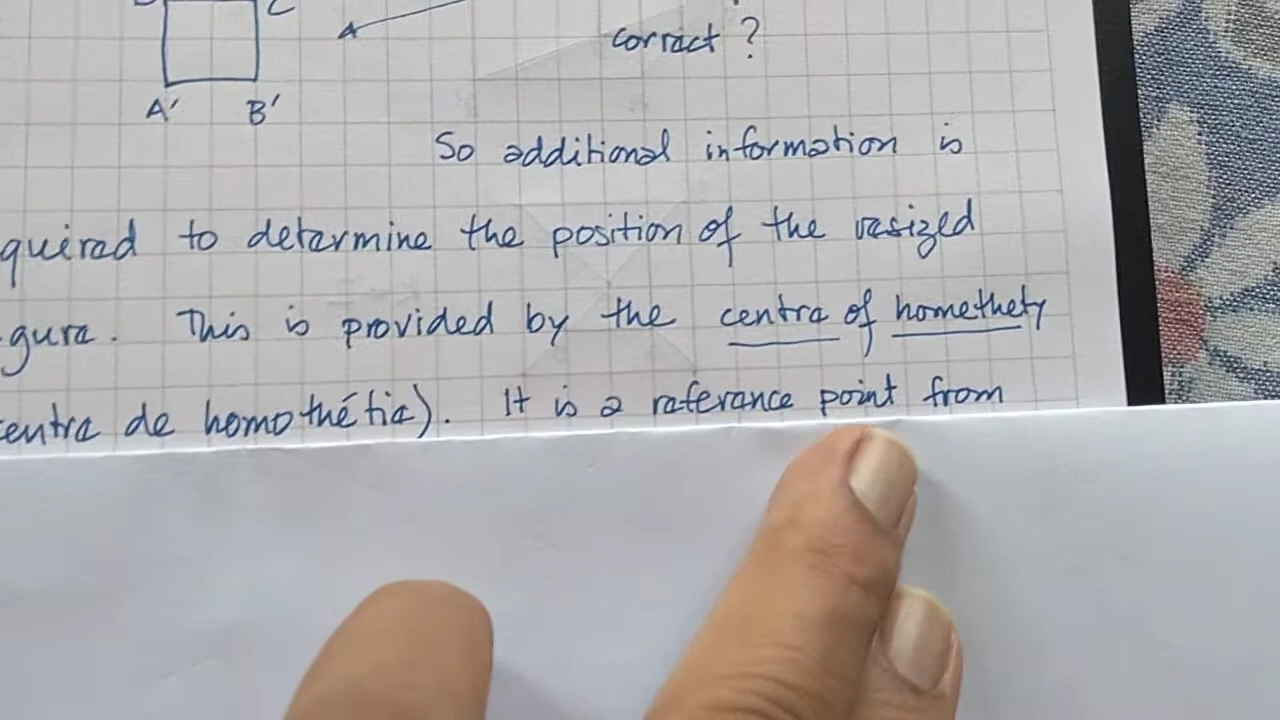 C
correct ?
A' B'
So additional information is
quired to determine the position of the resized
gure. This is provided by the centre of homothety
entre de homothétie). It is a reference point from